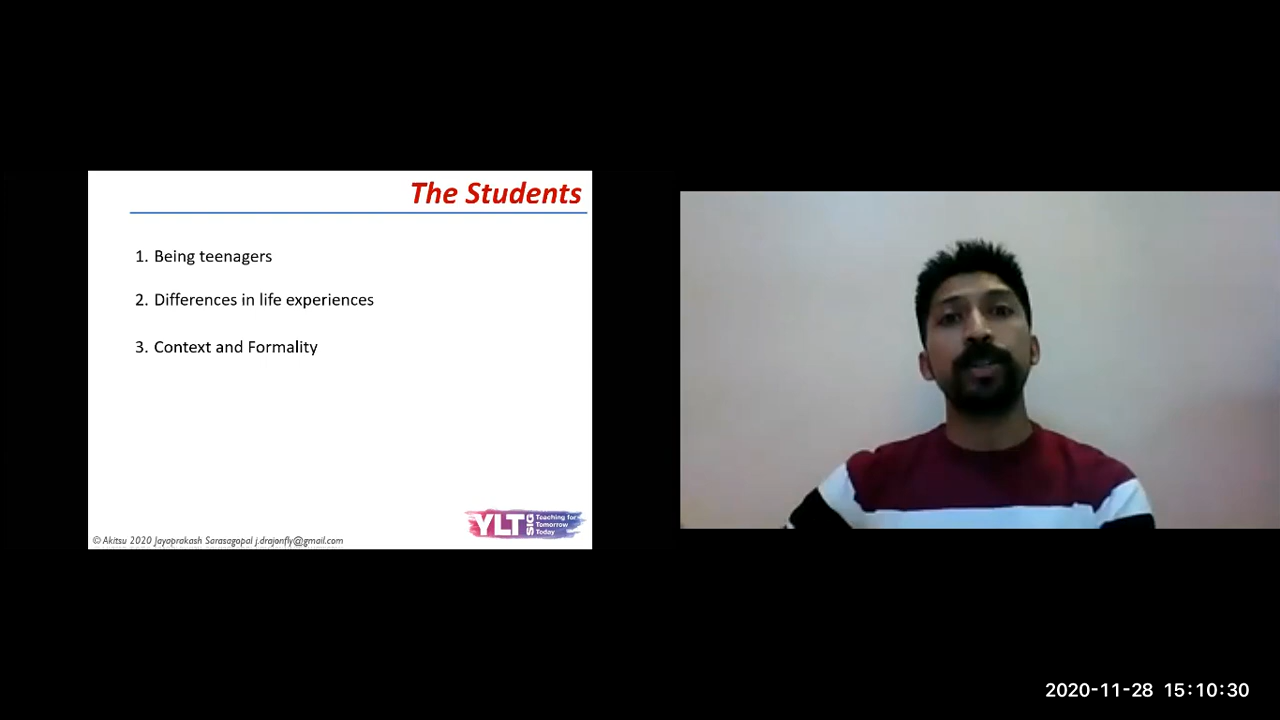 The Students
1. Being teenagers
2. Differences in life experiences
3. Context and Formality
YLT SIG Teaching for
Tomorrow
Today
© Akitsu 2020 Jayaprakash Sarasagopal j.drajonfly@gmail.com
2020-11-28 15:10:30